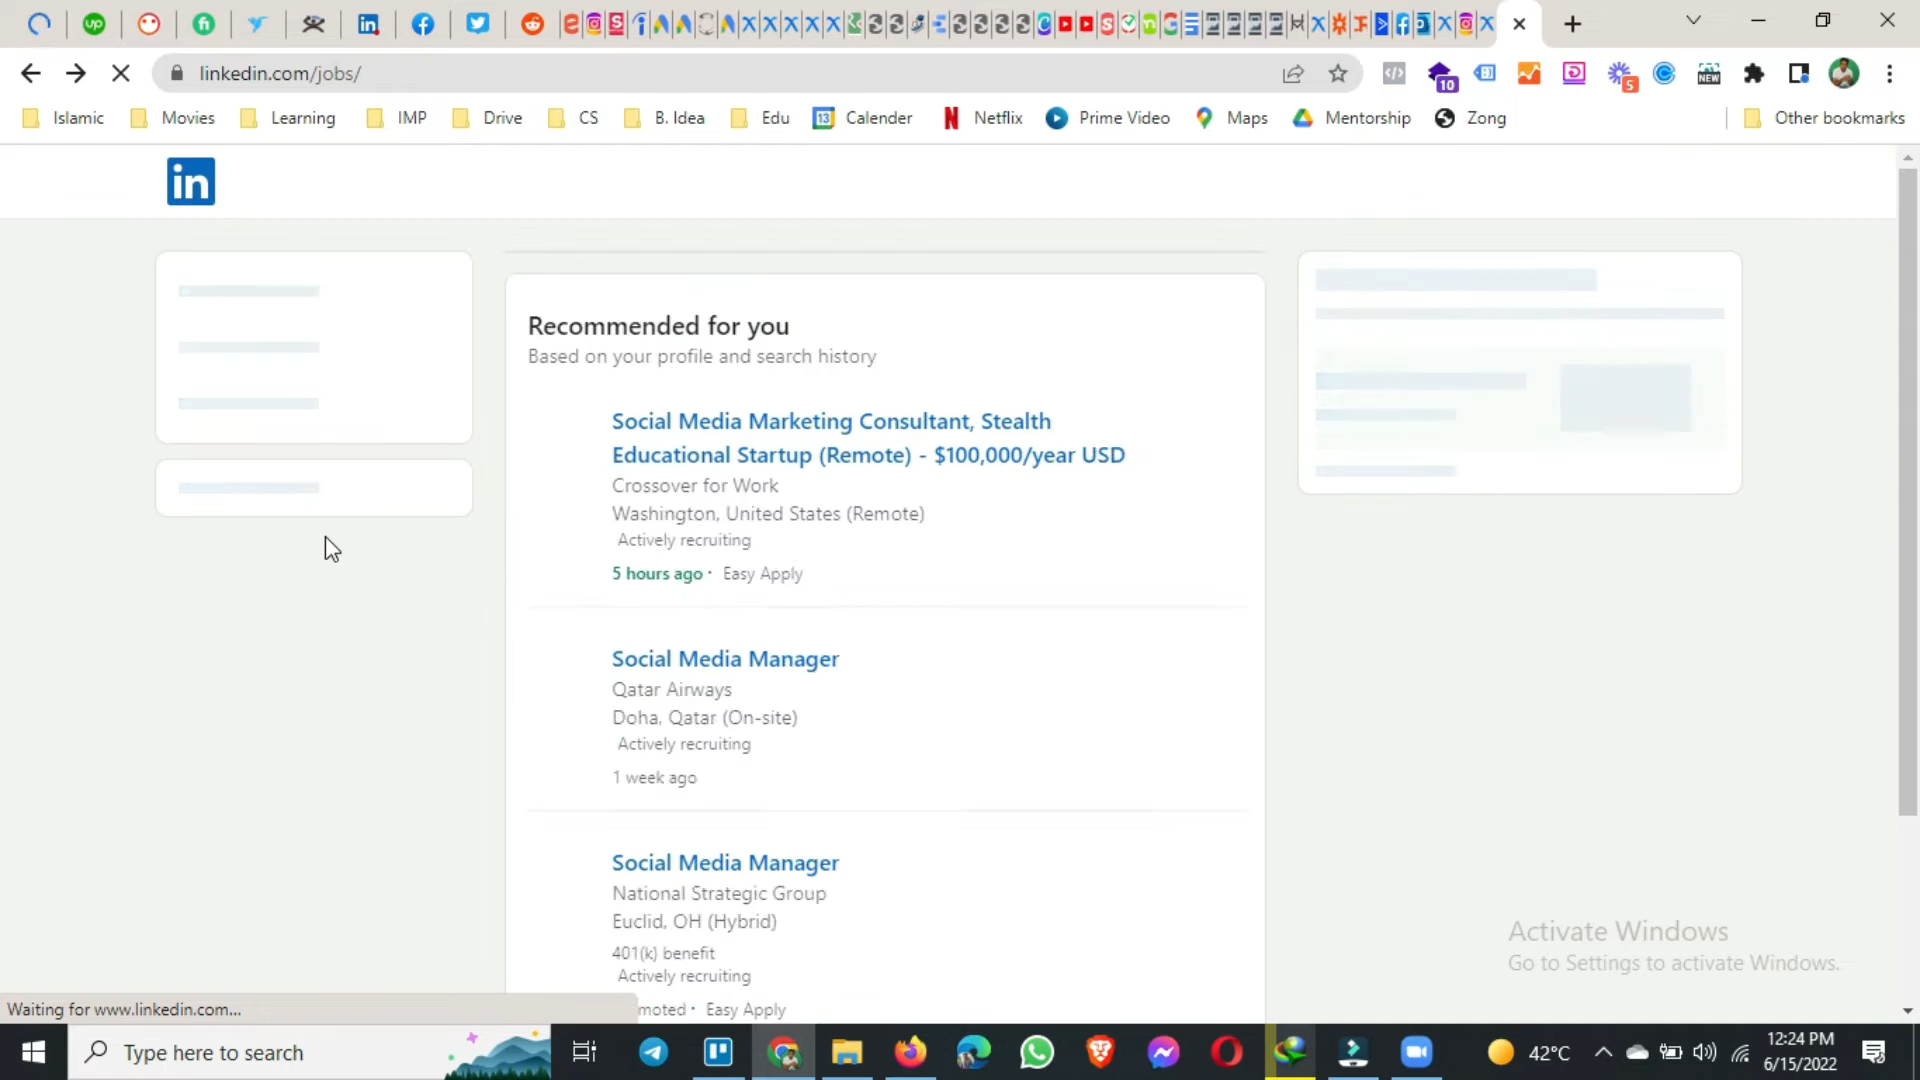 linkedin.com/jobs/
10
5
NEW
Islamic
Movies
Learning
IMP
Drive
CS
B. Idea
Edu
13
Calender
Netflix
Prime Video
Maps
Mentorship
Zong
Other bookmarks
in
Recommended for you
Based on your profile and search history
Social Media Marketing Consultant, Stealth
Educational Startup (Remote) - $100,000/year USD
Crossover for Work
Washington, United States (Remote)
Actively recruiting
5 hours ago · Easy Apply
Social Media Manager
Qatar Airways
Doha, Qatar (On-site)
Actively recruiting
1 week ago
Social Media Manager
National Strategic Group
Euclid, OH (Hybrid)
401(k) benefit
Actively recruiting
moted · Easy Apply
Activate Windows
Go to Settings to activate Windows.
Waiting for www.linkedin.com...
Type here to search
42°C
12:24 PM
6/15/2022